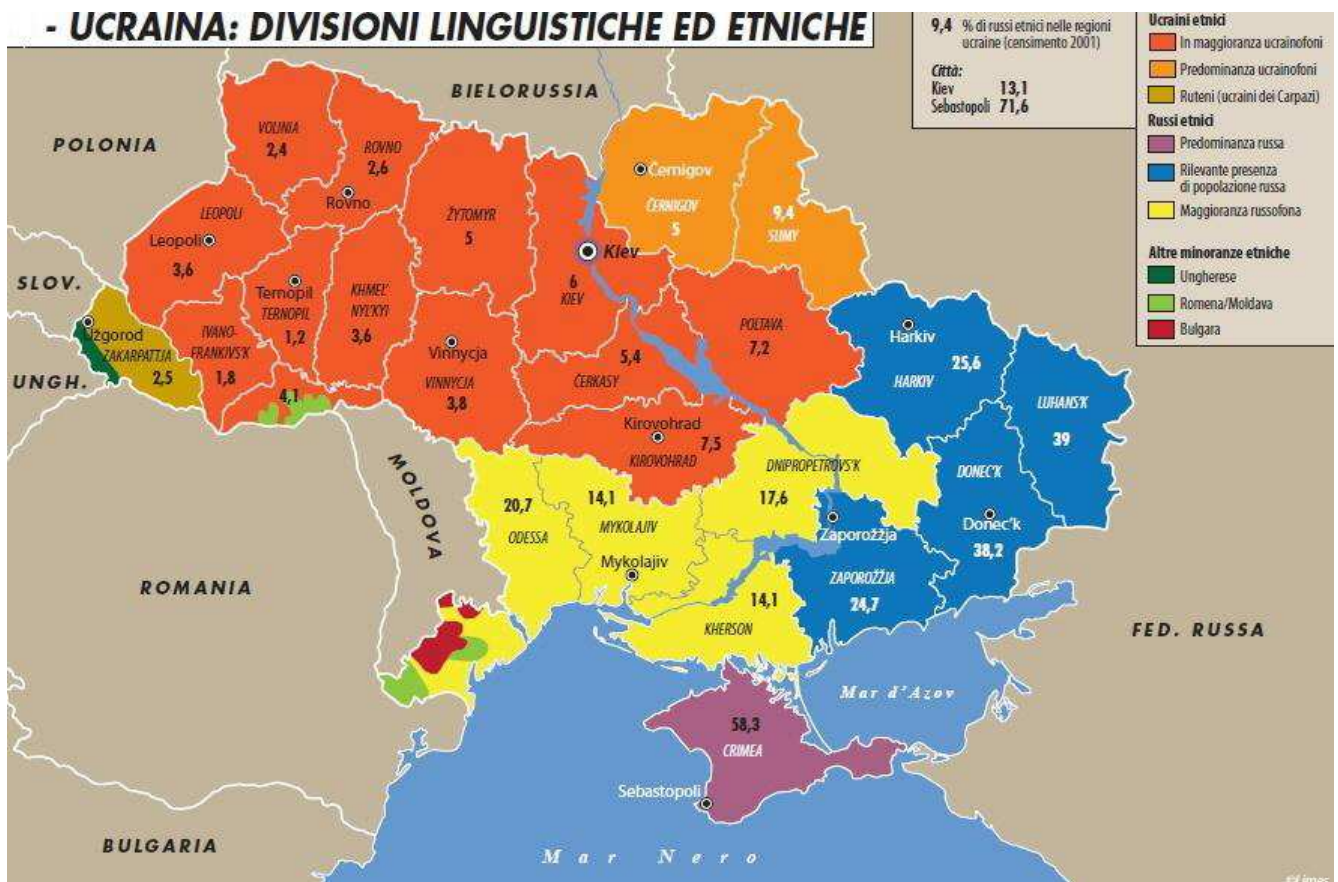 - UCRAINA: DIVISIONI LINGUISTICHE ED ETNICHE
9,4 % di russi etnici nelle regioni
ucraine (censimento 2001)
Città:
Kiev 13,1
Sebastopoli 71,6
Ucraini etnici
In maggioranza ucrainofoni
Predominanza ucrainofoni
Ruteni (ucraini dei Carpazi)
Russi etnici
Predominanza russa
Rilevante presenza
di popolazione russa
Maggioranza russofona
Altre minoranze etniche
Ungherese
Romena/Moldava
Bulgara
BIELORUSSIA
POLONIA
VOLINIA
2,4
ROVNO
2,6
Rovno
LEOPOLI
Leopoli
3,6
ŻYTOMYR
5
Černigov
ČERNIGOV
5
9,4
SUMY
Kiev
6
KIEV
SLOV.
Ternopil
TERNOPIL
1,2
KHMEL'
NYL'KYI
3,6
Užgorod
ZAKARPATTJA
2,5
IVANO-
FRANKIVS'K
1,8
4,1
UNGH.
Vinnycja
VINNYCJA
3,8
5,4
ČERKASY
POLTAVA
7,2
Harkiv
25,6
HARKIV
LUHANS'K
39
Kirovohrad
7,5
KIROVOHRAD
DNIPROPETROVS'K
17,6
DONEC'K
Donec'k
38,2
MOLDOVA
20,7
ODESSA
14,1
MYKOLAJIV
Mykolajiv
Zaporožžja
ZAPOROŽŽJA
24,7
14,1
KHERSON
ROMANIA
FED. RUSSA
Mar d'Azov
58,3
CRIMEA
Sebastopoli
BULGARIA
Mar Nero
©Limes